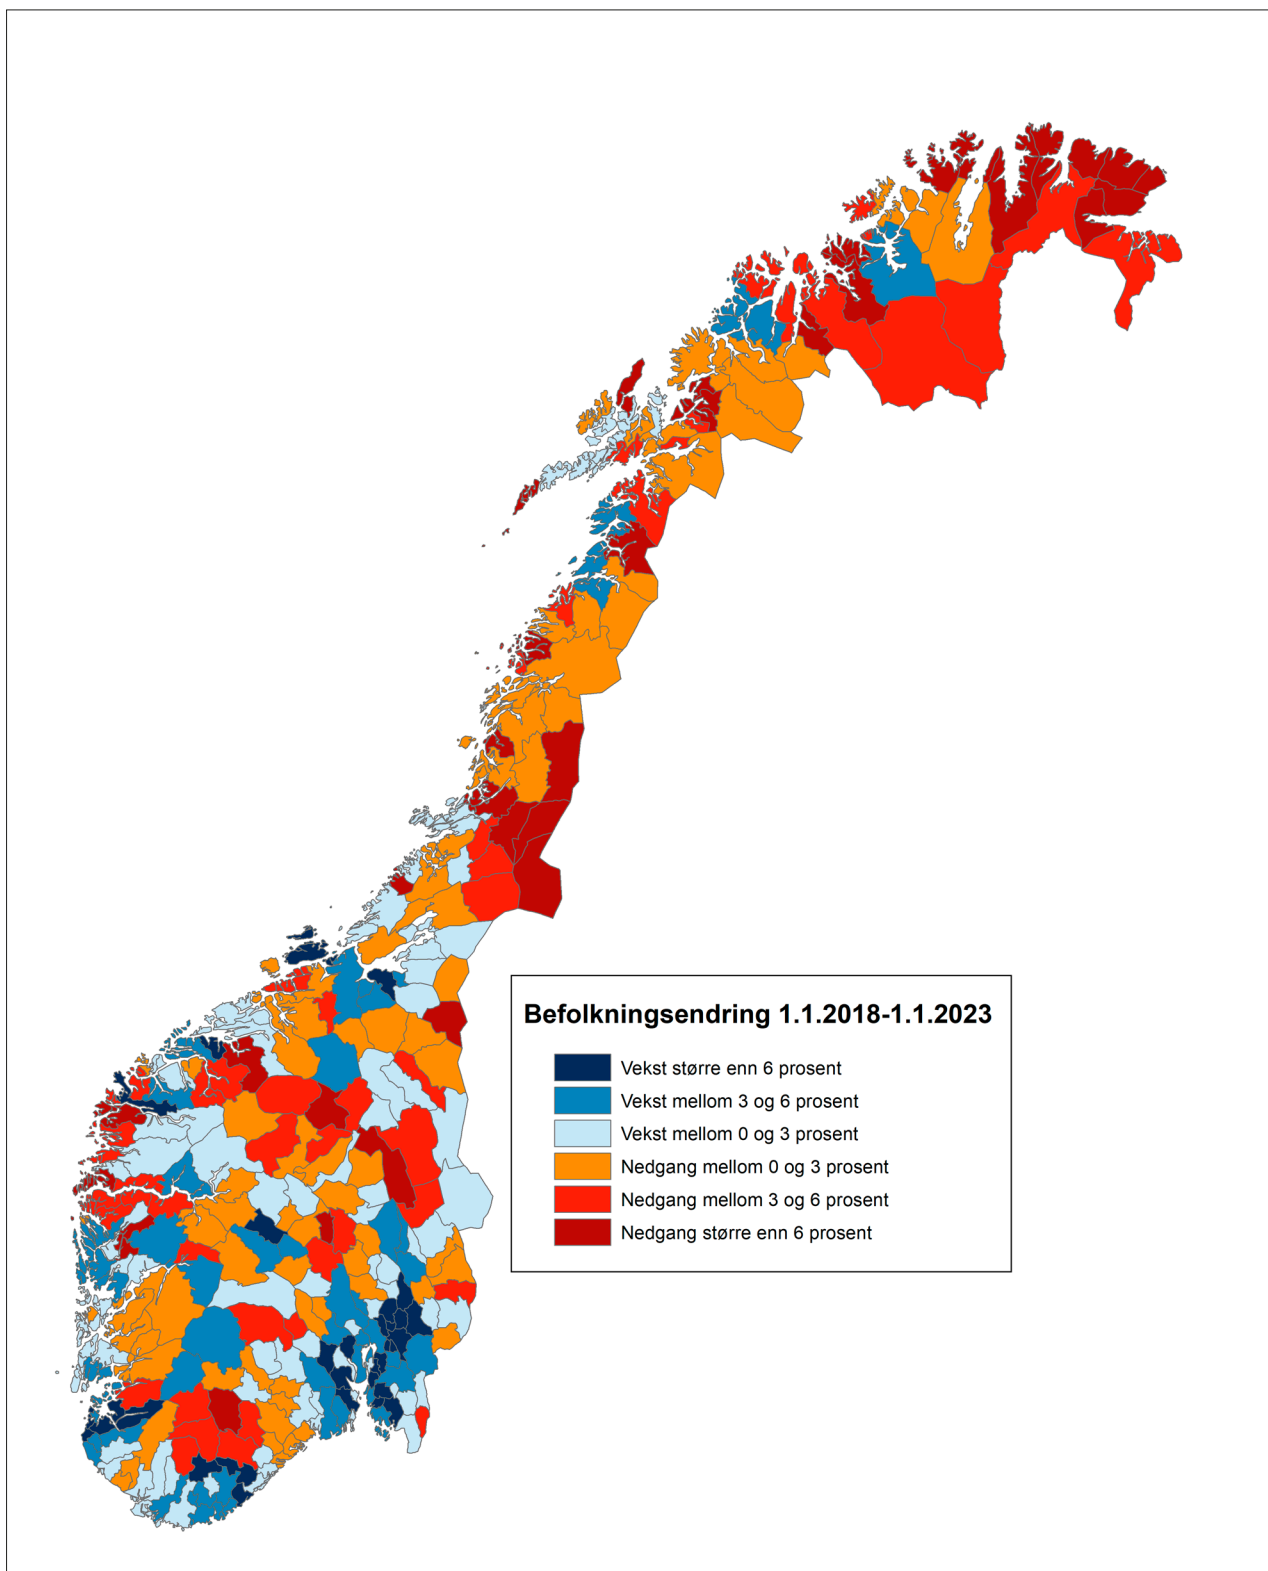 Befolkningsendring 1.1.2018-1.1.2023
Vekst større enn 6 prosent
Vekst mellom 3 og 6 prosent
Vekst mellom 0 og 3 prosent
Nedgang mellom 0 og 3 prosent
Nedgang mellom 3 og 6 prosent
Nedgang større enn 6 prosent